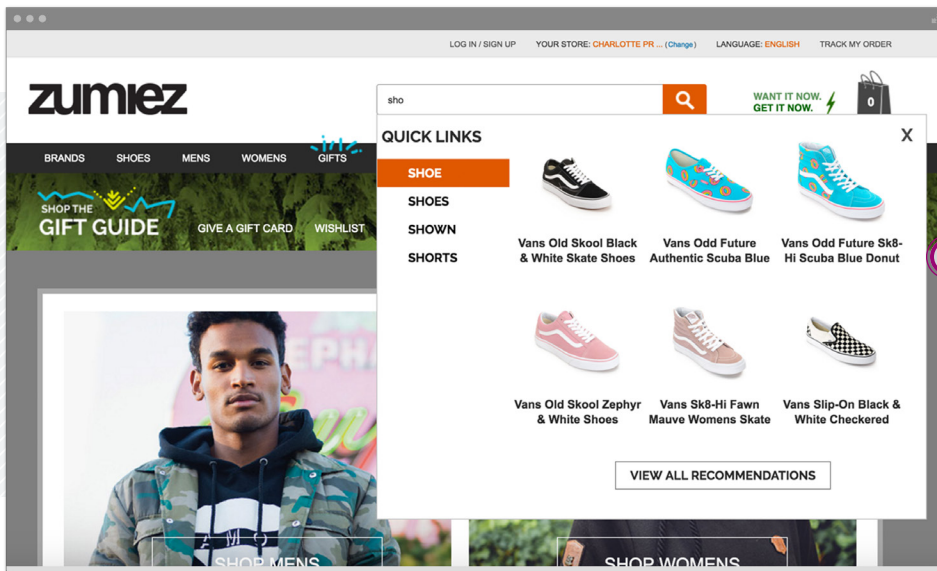 LOG IN / SIGN UP YOUR STORE: CHARLOTTE PR ... (Change) LANGUAGE: ENGLISH TRACK MY ORDER
zumiez
sho
WANT IT NOW.
GET IT NOW.
0
BRANDS SHOES MENS WOMENS GIFTS
SHOP THE
GIFT GUIDE
GIVE A GIFT CARD WISHLIST
QUICK LINKS
X
SHOE
SHOES
SHOWN
SHORTS
Vans Old Skool Black
& White Skate Shoes
Vans Odd Future
Authentic Scuba Blue
Vans Odd Future Sk8-
Hi Scuba Blue Donut
Vans Old Skool Zephyr
& White Shoes
Vans Sk8-Hi Fawn
Mauve Womens Skate
Vans Slip-On Black &
White Checkered
VIEW ALL RECOMMENDATIONS
SHOP MENS
SHOP WOMENS